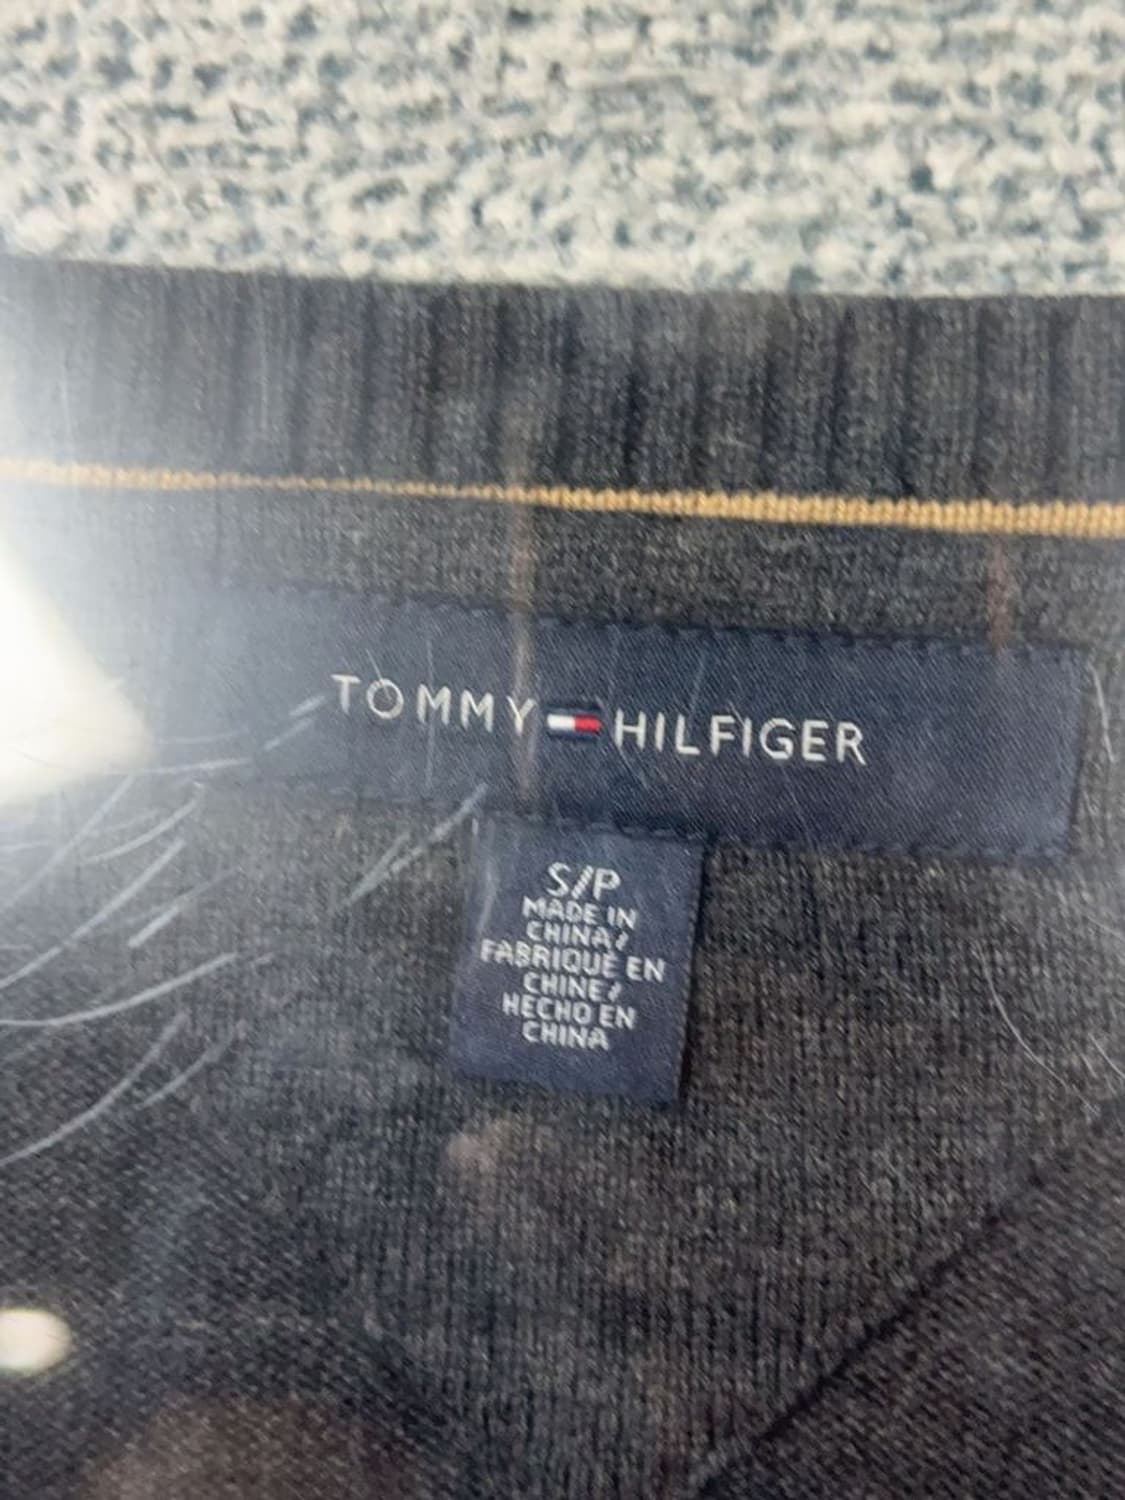 TOMMY HILFIGER
S/P
MADE IN
CHINA/
FABRIQUÉ EN
CHINE/
HECHO EN
CHINA